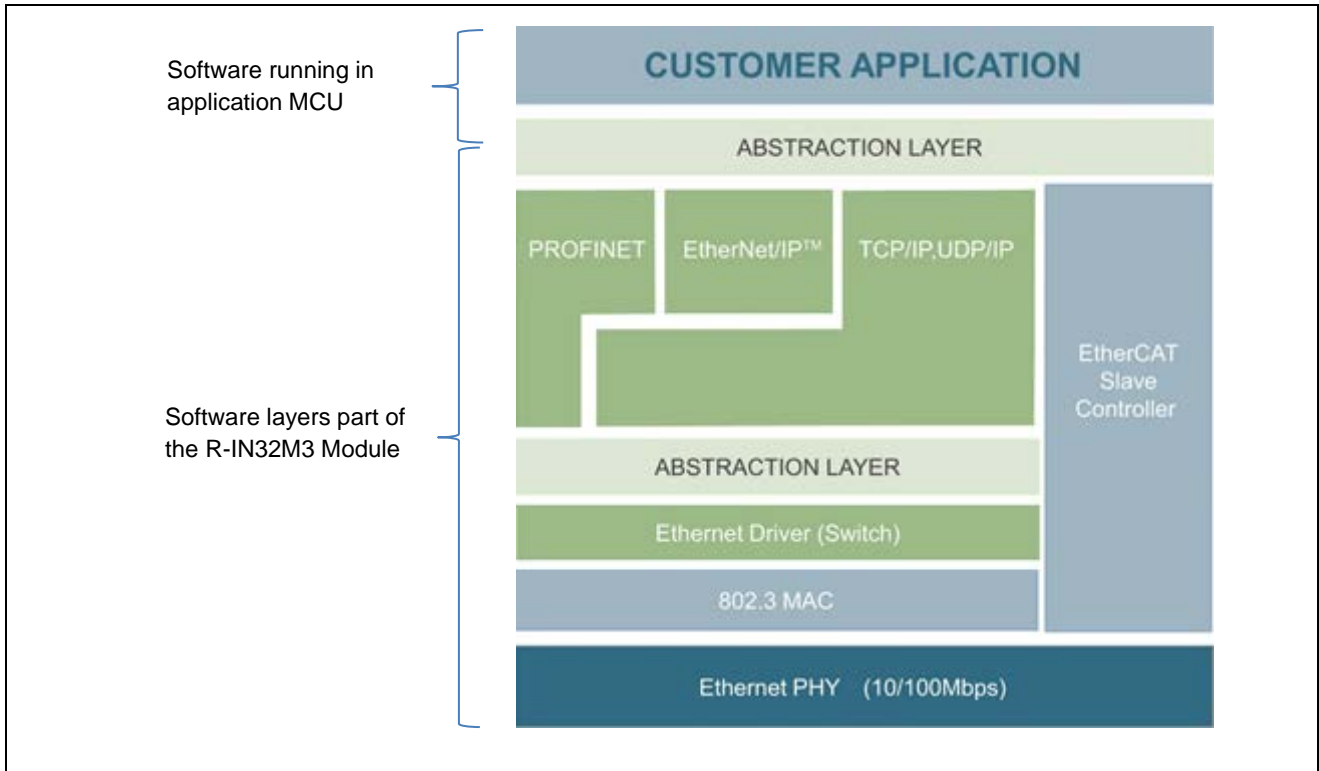 Software running in
application MCU
CUSTOMER APPLICATION
ABSTRACTION LAYER
PROFINET
EtherNet/IP™
TCP/IP,UDP/IP
EtherCAT
Slave
Controller
Software layers part of
the R-IN32M3 Module
ABSTRACTION LAYER
Ethernet Driver (Switch)
802.3 MAC
Ethernet PHY (10/100Mbps)